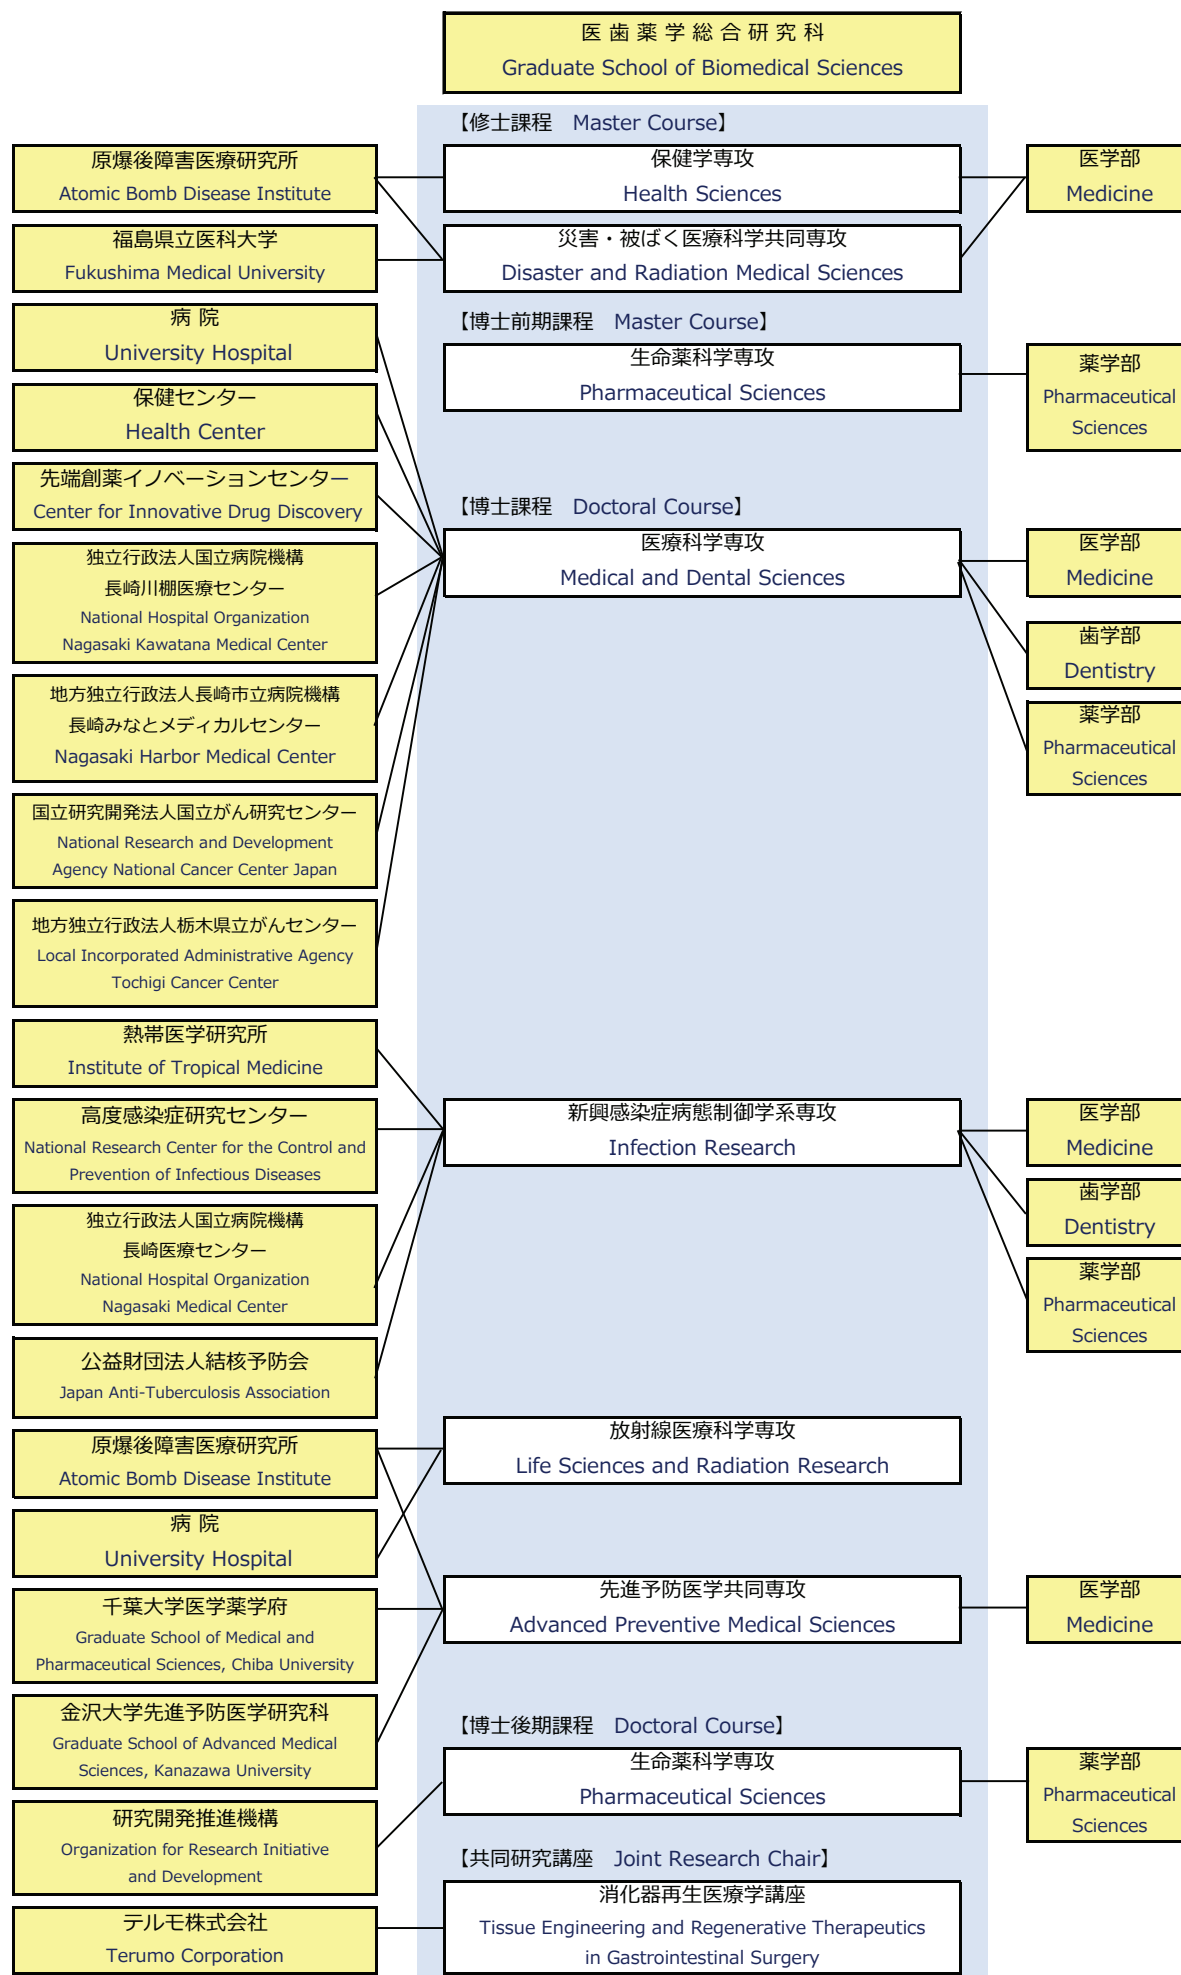 医 歯 薬 学 総 合 研 究 科
Graduate School of Biomedical Sciences
【修士課程　Master Course】
原爆後障害医療研究所
Atomic Bomb Disease Institute
保健学専攻
Health Sciences
医学部
Medicine
福島県立医科大学
Fukushima Medical University
災害・被ばく医療科学共同専攻
Disaster and Radiation Medical Sciences
病 院
University Hospital
【博士前期課程　Master Course】
生命薬科学専攻
Pharmaceutical Sciences
薬学部
Pharmaceutical
Sciences
保健センター
Health Center
先端創薬イノベーションセンター
Center for Innovative Drug Discovery
【博士課程　Doctoral Course】
医療科学専攻
Medical and Dental Sciences
医学部
Medicine
独立行政法人国立病院機構
長崎川棚医療センター
National Hospital Organization
Nagasaki Kawatana Medical Center
歯学部
Dentistry
地方独立行政法人長崎市立病院機構
長崎みなとメディカルセンター
Nagasaki Harbor Medical Center
薬学部
Pharmaceutical
Sciences
国立研究開発法人国立がん研究センター
National Research and Development
Agency National Cancer Center Japan
地方独立行政法人栃木県立がんセンター
Local Incorporated Administrative Agency
Tochigi Cancer Center
熱帯医学研究所
Institute of Tropical Medicine
高度感染症研究センター
National Research Center for the Control and
Prevention of Infectious Diseases
新興感染症病態制御学系専攻
Infection Research
医学部
Medicine
独立行政法人国立病院機構
長崎医療センター
National Hospital Organization
Nagasaki Medical Center
歯学部
Dentistry
薬学部
Pharmaceutical
Sciences
公益財団法人結核予防会
Japan Anti-Tuberculosis Association
原爆後障害医療研究所
Atomic Bomb Disease Institute
放射線医療科学専攻
Life Sciences and Radiation Research
病 院
University Hospital
千葉大学医学薬学府
Graduate School of Medical and
Pharmaceutical Sciences, Chiba University
先進予防医学共同専攻
Advanced Preventive Medical Sciences
医学部
Medicine
金沢大学先進予防医学研究科
Graduate School of Advanced Medical
Sciences, Kanazawa University
【博士後期課程　Doctoral Course】
生命薬科学専攻
Pharmaceutical Sciences
薬学部
Pharmaceutical
Sciences
研究開発推進機構
Organization for Research Initiative
and Development
【共同研究講座　Joint Research Chair】
テルモ株式会社
Terumo Corporation
消化器再生医療学講座
Tissue Engineering and Regenerative Therapeutics
in Gastrointestinal Surgery